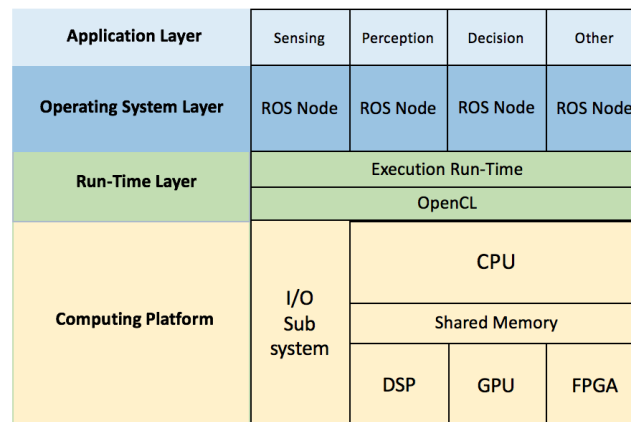 Application Layer
Sensing
Perception
Decision
Other
Operating System Layer
ROS Node
ROS Node
ROS Node
ROS Node
Run-Time Layer
Execution Run-Time
OpenCL
Computing Platform
I/O
Sub
system
CPU
Shared Memory
DSP
GPU
FPGA